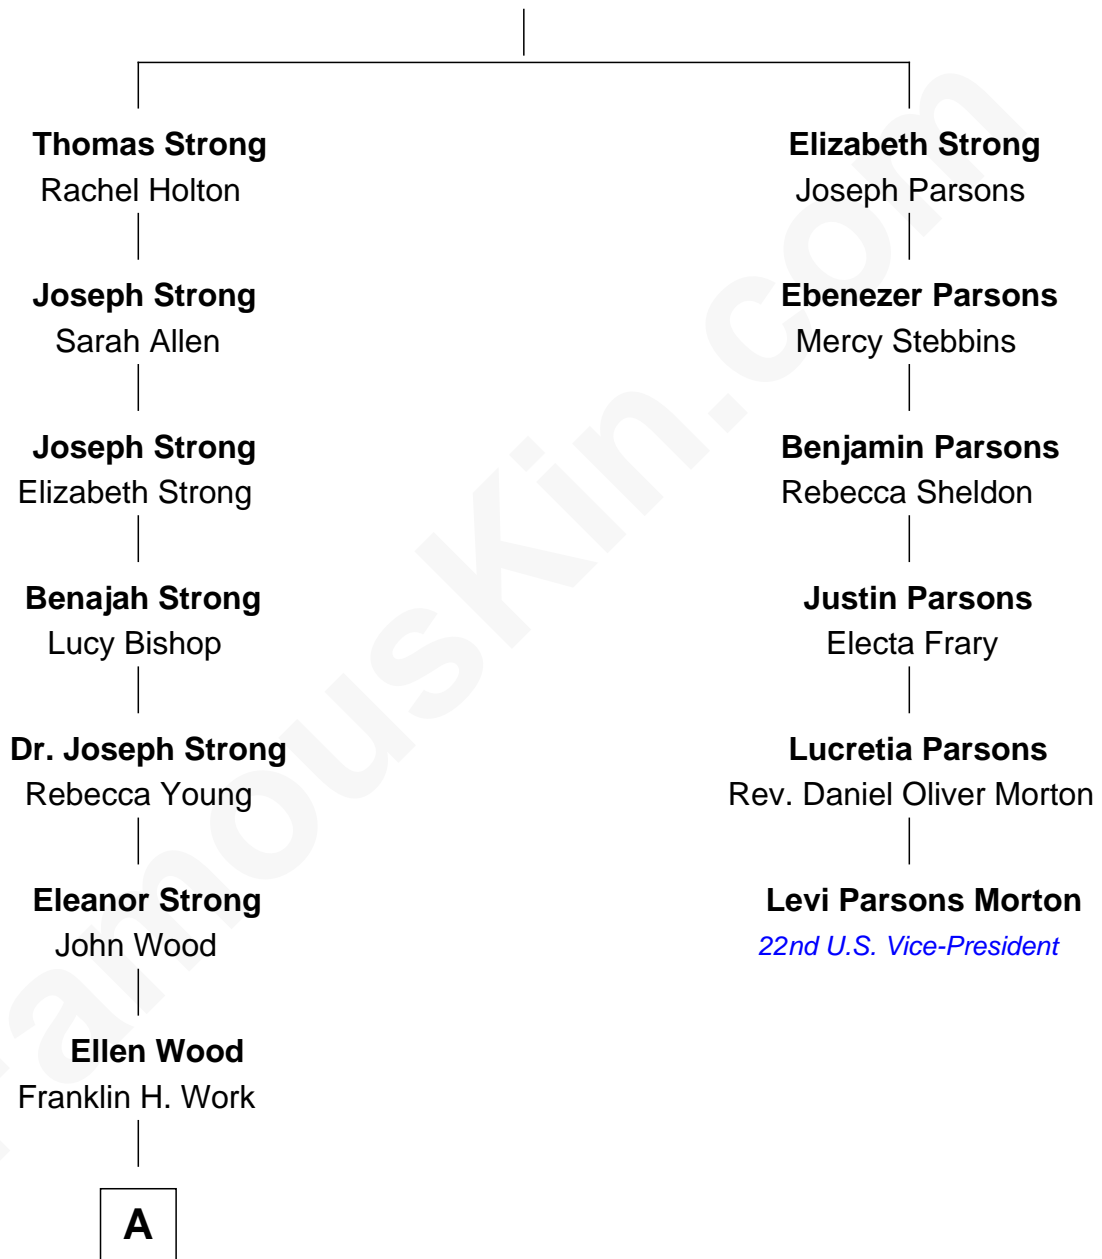 Thomas Strong
Rachel Holton
Joseph Strong
Sarah Allen
Joseph Strong
Elizabeth Strong
Benajah Strong
Lucy Bishop
Dr. Joseph Strong
Rebecca Young
Eleanor Strong
John Wood
Ellen Wood
Franklin H. Work
A
Elizabeth Strong
Joseph Parsons
Ebenezer Parsons
Mercy Stebbins
Benjamin Parsons
Rebecca Sheldon
Justin Parsons
Electa Frary
Lucretia Parsons
Rev. Daniel Oliver Morton
Levi Parsons Morton
22nd U.S. Vice-President
FamousKin.com